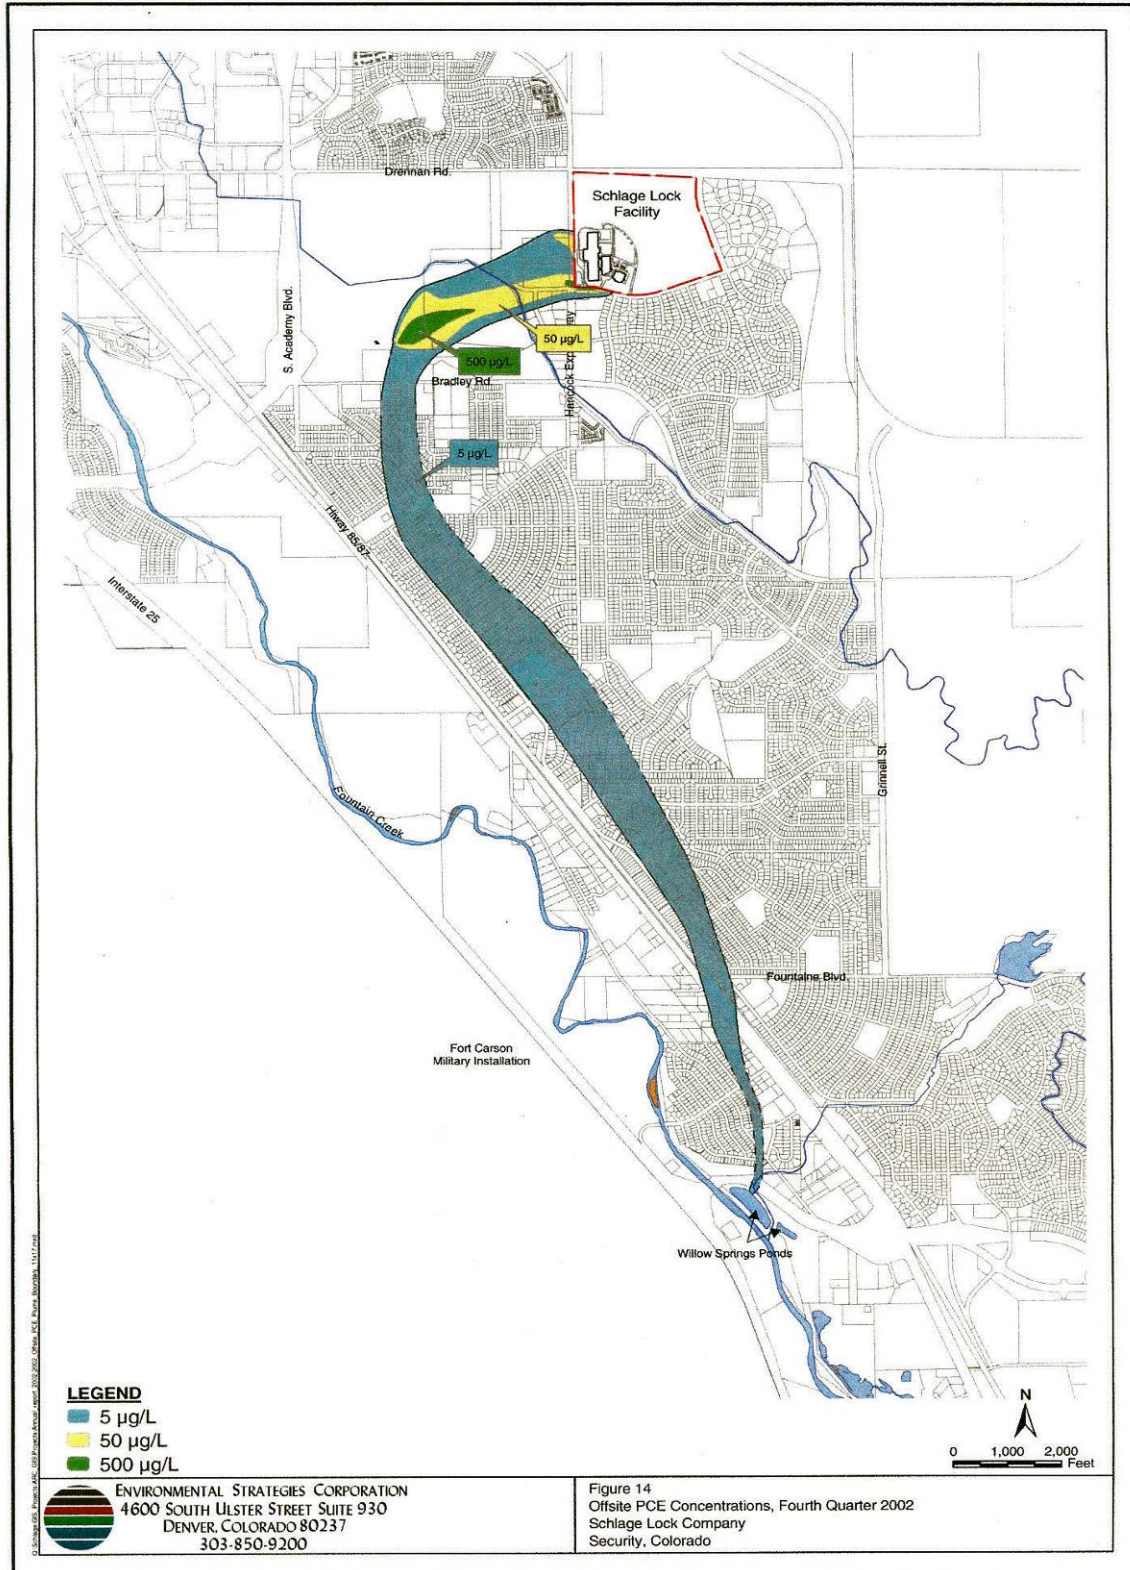 Drennan Rd.
Schlage Lock
Facility
S. Academy Blvd.
50 µg/L
500 µg/L
Bradley Rd.
5 µg/L
Hiway 85/87
Interstate 25
Grinnell St.
Fountain Creek
Fountaine Blvd.
Fort Carson
Military Installation
Willow Springs Ponds
LEGEND
5 µg/L
50 µg/L
500 µg/L
N
0 1,000 2,000
Feet
ENVIRONMENTAL STRATEGIES CORPORATION
4600 SOUTH ULSTER STREET SUITE 930
DENVER, COLORADO 80237
303-850-9200
Figure 14
Offsite PCE Concentrations, Fourth Quarter 2002
Schlage Lock Company
Security, Colorado